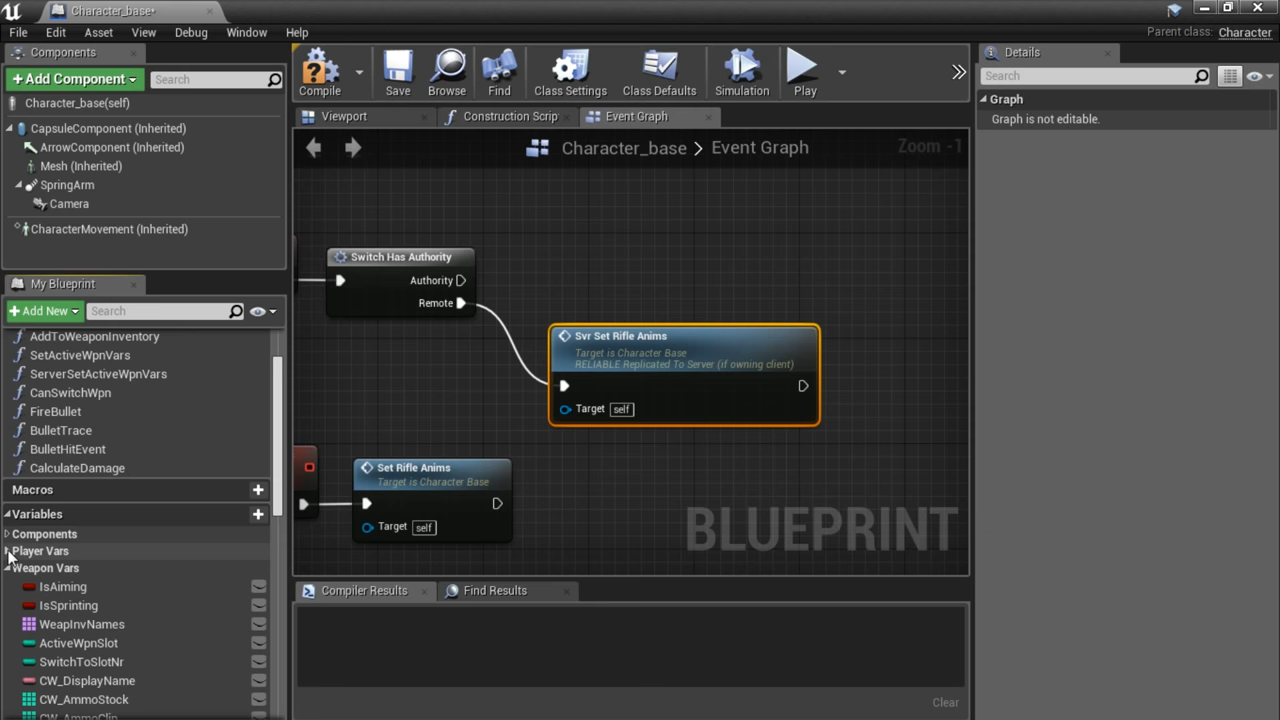 Character_base*
File Edit Asset View Debug Window Help
Parent class: Character
Components
+Add Component
Search
Character_base(self)
CapsuleComponent (Inherited)
ArrowComponent (Inherited)
Mesh (Inherited)
SpringArm
Camera
CharacterMovement (Inherited)
My Blueprint
+Add New
Search
AddToWeaponInventory
SetActiveWpnVars
ServerSetActiveWpnVars
CanSwitchWpn
FireBullet
BulletTrace
BulletHitEvent
CalculateDamage
Macros
Variables
Components
Player Vars
Weapon Vars
IsAiming
IsSprinting
WeapInvNames
ActiveWpnSlot
SwitchToSlotNr
CW_DisplayName
CW_AmmoStock
CW_AmmoClip
Compile Save Browse Find Class Settings Class Defaults Simulation Play
Viewport Construction Scrip Event Graph
Character_base > Event Graph
Zoom -1
Switch Has Authority
Authority
Remote
Svr Set Rifle Anims
Target is Character Base
RELIABLE Replicated To Server (if owning client)
Target self
Set Rifle Anims
Target is Character Base
Target self
BLUEPRINT
Compiler Results Find Results
Clear
Details
Search
Graph
Graph is not editable.